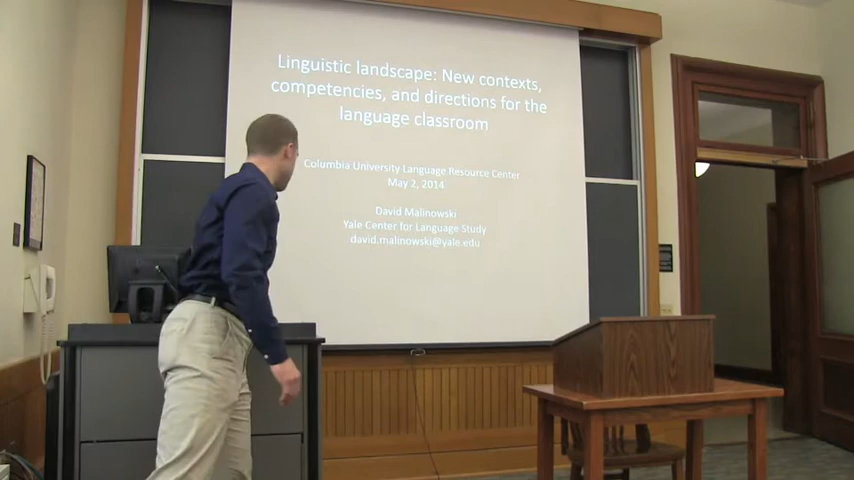 Linguistic landscape: New contexts,
competencies, and directions for the
language classroom
Columbia University Language Resource Center
May 2, 2014
David Malinowski
Yale Center for Language Study
david.malinowski@yale.edu